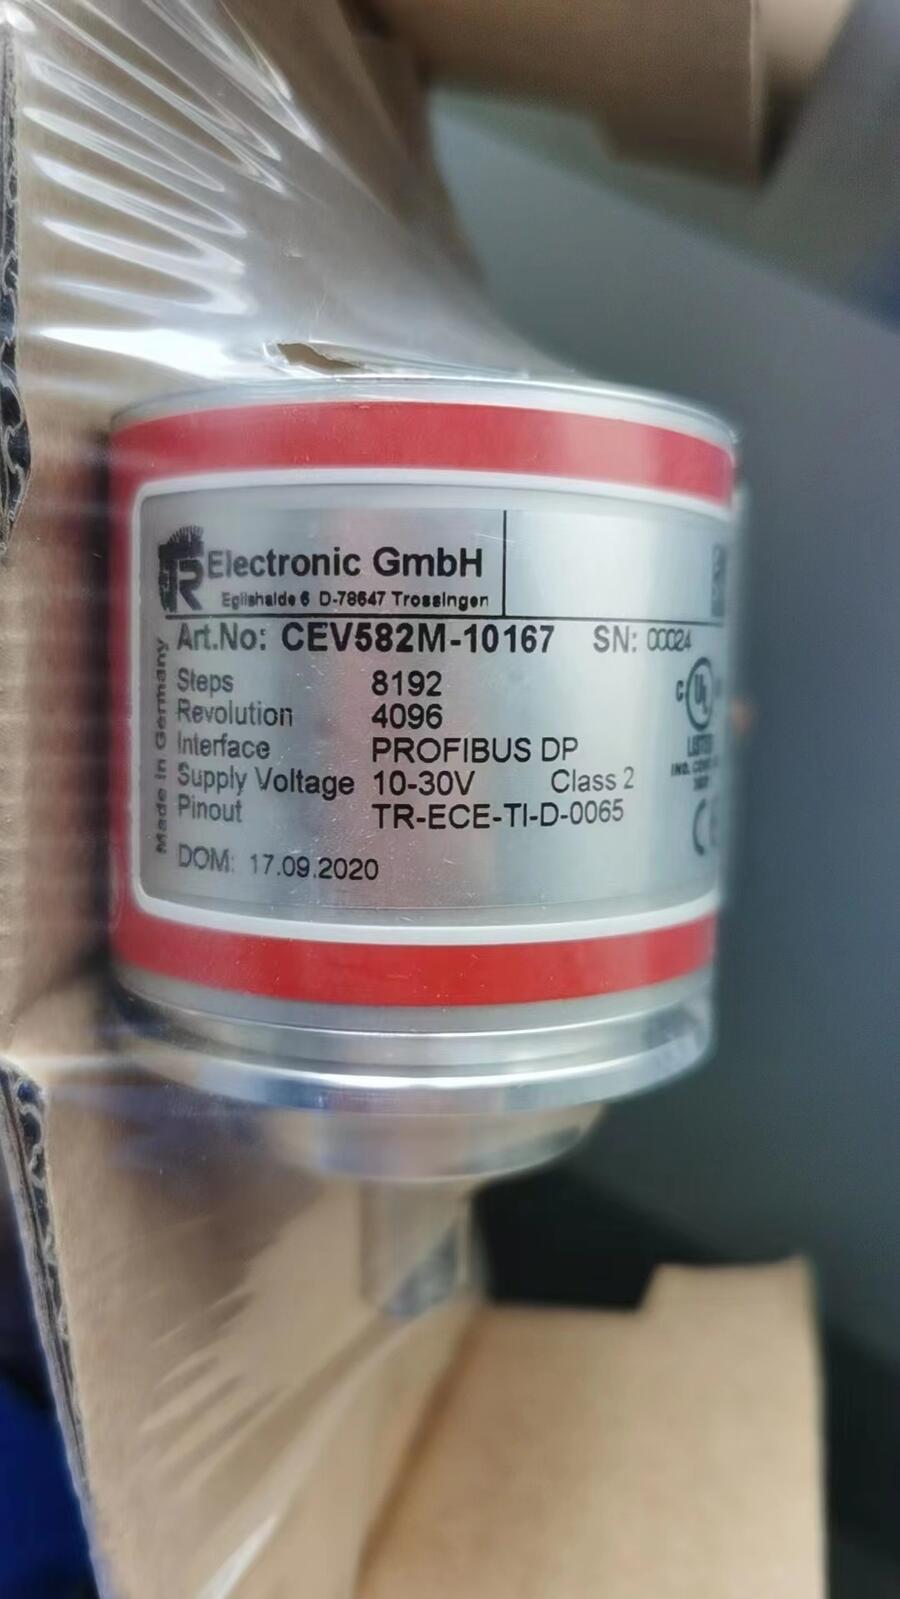 TR Electronic GmbH
Eglishalde 6 D-78647 Trossingen
Art.No: CEV582M-10167 SN: 00024
Steps 8192
Revolution 4096
Interface PROFIBUS DP
Supply Voltage 10-30V Class 2
Pinout TR-ECE-TI-D-0065
DOM: 17.09.2020
Made in Germany
C UL
CE